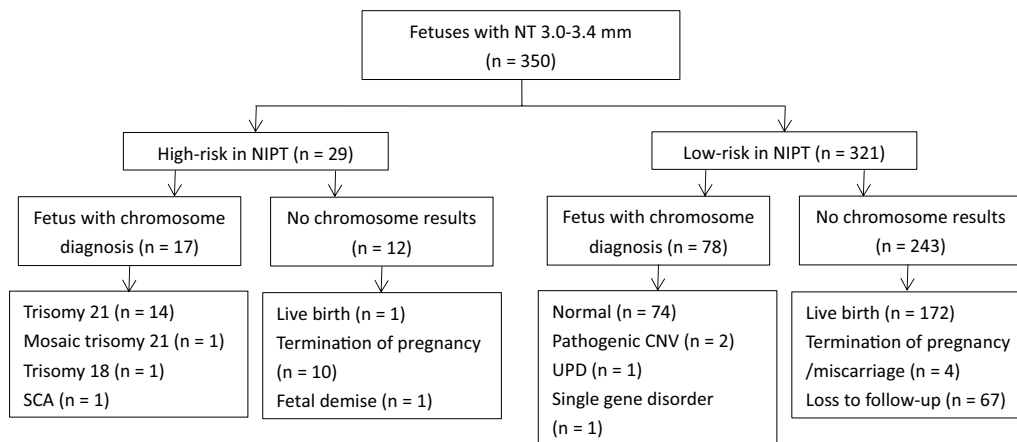 Fetuses with NT 3.0-3.4 mm
(n = 350)
High-risk in NIPT (n = 29)
Low-risk in NIPT (n = 321)
Fetus with chromosome
diagnosis (n = 17)
No chromosome results
(n = 12)
Fetus with chromosome
diagnosis (n = 78)
No chromosome results
(n = 243)
Trisomy 21 (n = 14)
Mosaic trisomy 21 (n = 1)
Trisomy 18 (n = 1)
SCA (n = 1)
Live birth (n = 1)
Termination of pregnancy
(n = 10)
Fetal demise (n = 1)
Normal (n = 74)
Pathogenic CNV (n = 2)
UPD (n = 1)
Single gene disorder
(n = 1)
Live birth (n = 172)
Termination of pregnancy
/miscarriage (n = 4)
Loss to follow-up (n = 67)